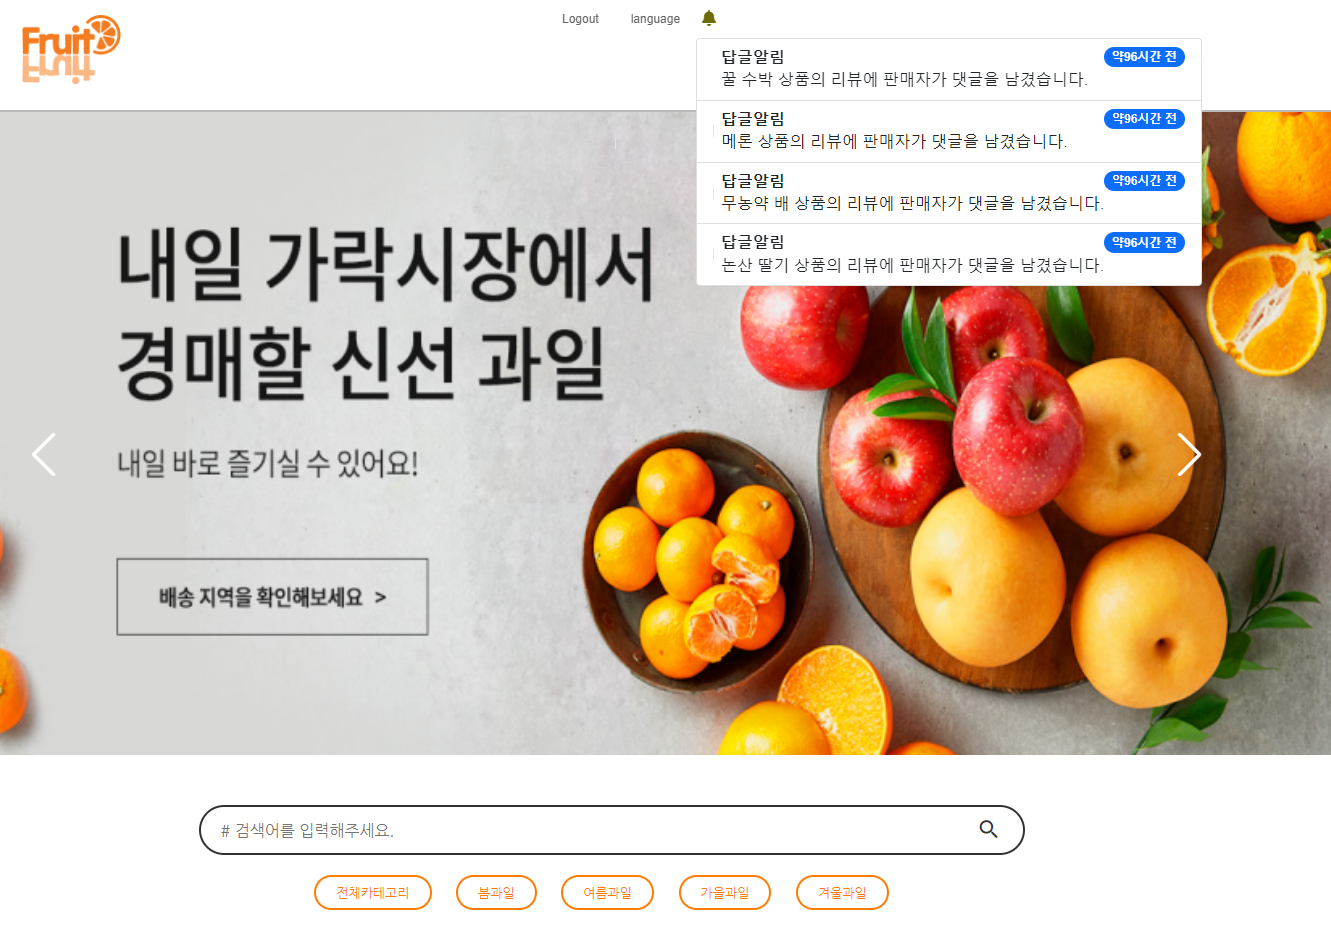 Fruit
Logout
language
답글알림
약96시간 전
꿀 수박 상품의 리뷰에 판매자가 댓글을 남겼습니다.
답글알림
약96시간 전
메론 상품의 리뷰에 판매자가 댓글을 남겼습니다.
답글알림
약96시간 전
무농약 배 상품의 리뷰에 판매자가 댓글을 남겼습니다.
답글알림
약96시간 전
논산 딸기 상품의 리뷰에 판매자가 댓글을 남겼습니다.
내일 가락시장에서
경매할 신선 과일
내일 바로 즐기실 수 있어요!
배송 지역을 확인해보세요 >
# 검색어를 입력해주세요.
전체카테고리
봄과일
여름과일
가을과일
겨울과일